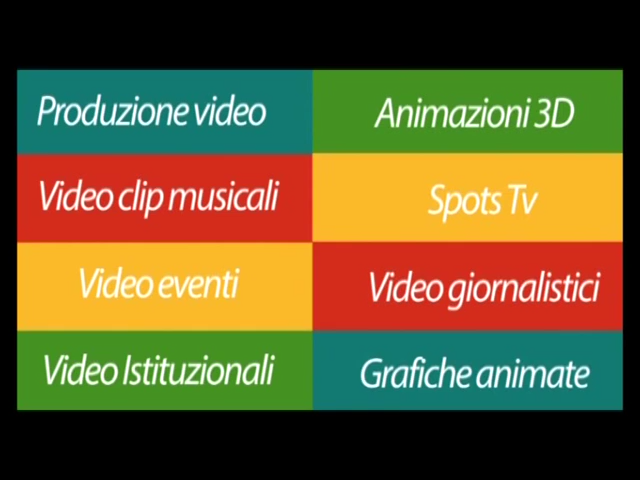 Produzione video
Animazioni 3D
Video clip musicali
Spots Tv
Video eventi
Video giornalistici
Video Istituzionali
Grafiche animate